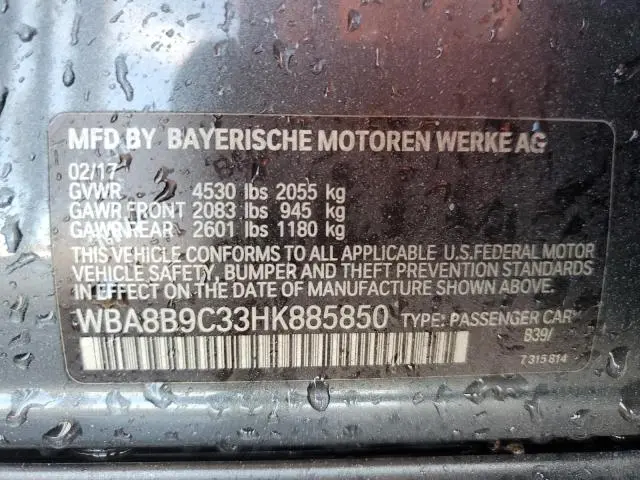 MFD BY BAYERISCHE MOTOREN WERKE AG
02/17
GVWR 4530 lbs 2055 kg
GAWR FRONT 2083 lbs 945 kg
GAWR REAR 2601 lbs 1180 kg
THIS VEHICLE CONFORMS TO ALL APPLICABLE U.S.FEDERAL MOTOR
VEHICLE SAFETY, BUMPER AND THEFT PREVENTION STANDARDS
IN EFFECT ON THE DATE OF MANUFACTURE SHOWN ABOVE.
WBA8B9C33HK885850 TYPE: PASSENGER CAR
B39/
7 315 814